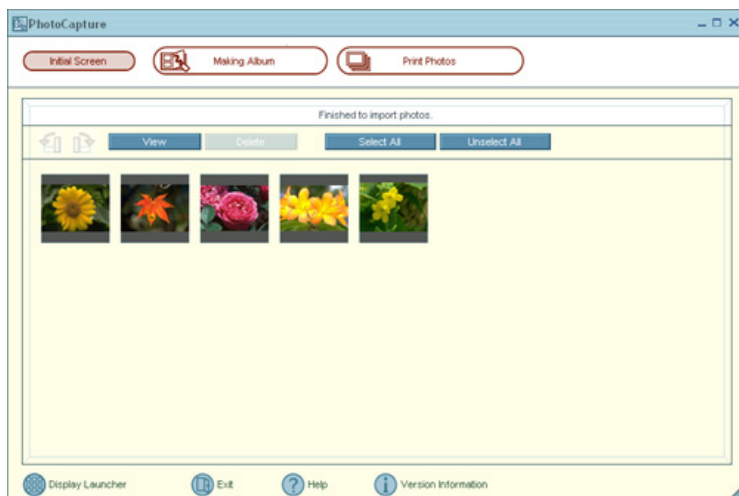 PhotoCapture
Initial Screen Making Album Print Photos
Finished to import photos.
View Delete Select All Unselect All
Display Launcher Exit Help Version Information